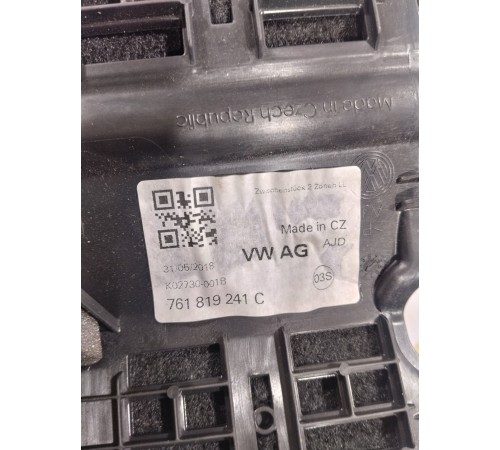 Made in Czech Republic
Zwischenstück 2 Zonen LL
Made in CZ
VW AG
AJD
31/05/2018
K02730-001B
03S
761 819 241 C